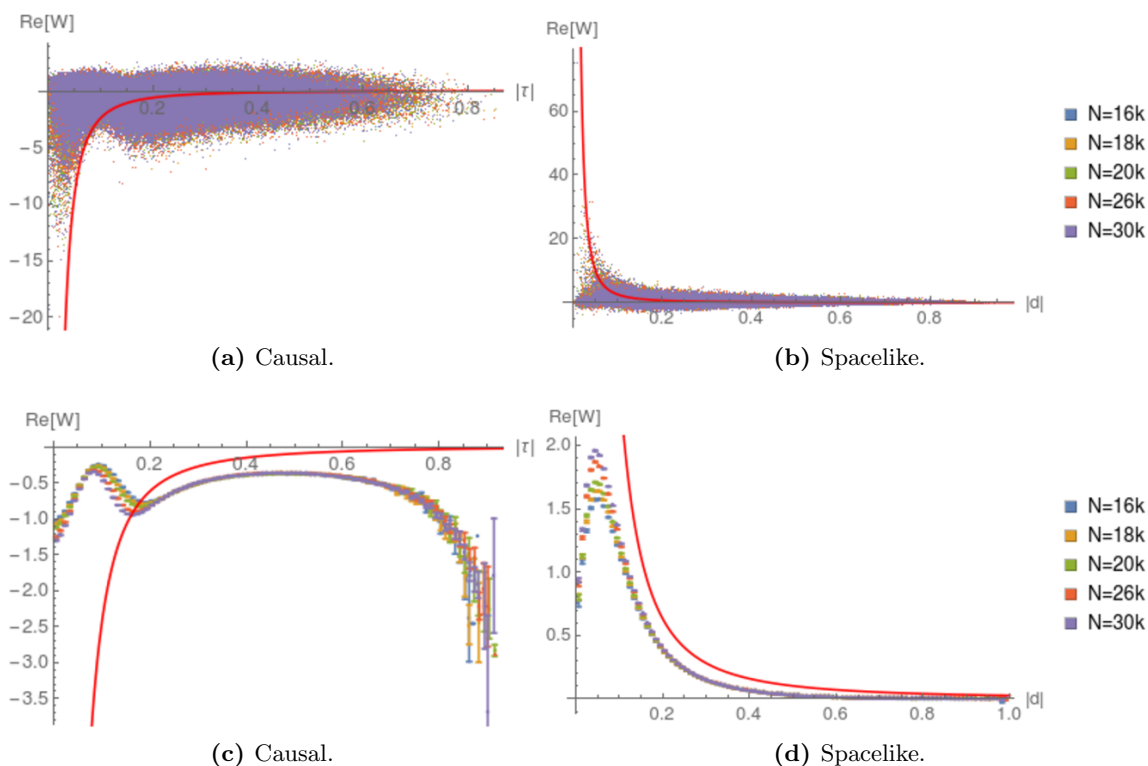 Re[W]
|τ|
0.2
0.4
0.6
0.8
−5
−10
−15
−20
(a) Causal.
Re[W]
60
40
20
0.2
0.4
0.6
0.8
|d|
N=16k
N=18k
N=20k
N=26k
N=30k
(b) Spacelike.
Re[W]
|τ|
0.2
0.4
0.6
0.8
−0.5
−1.0
−1.5
−2.0
−2.5
−3.0
−3.5
(c) Causal.
Re[W]
2.0
1.5
1.0
0.5
0.2
0.4
0.6
0.8
1.0
|d|
N=16k
N=18k
N=20k
N=26k
N=30k
(d) Spacelike.